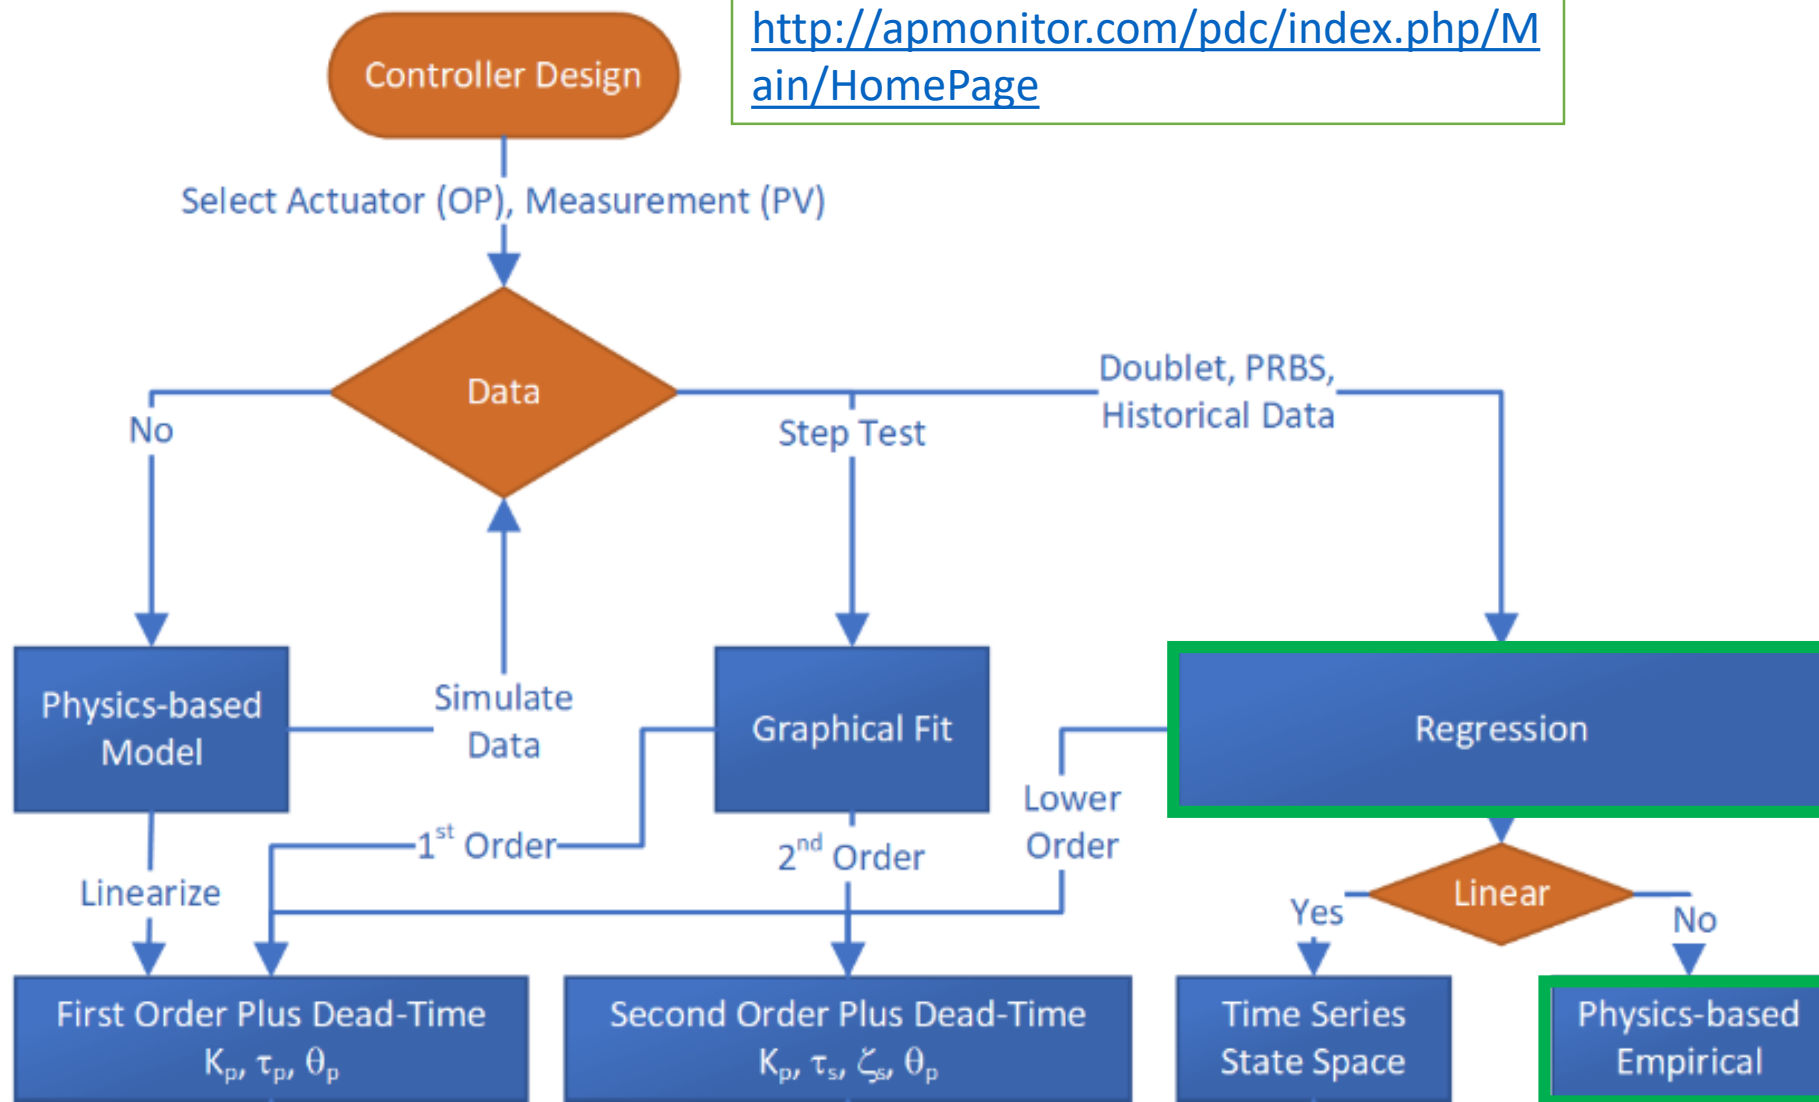 http://apmonitor.com/pdc/index.php/M
ain/HomePage
Controller Design
Select Actuator (OP), Measurement (PV)
Data
No
Step Test
Doublet, PRBS,
Historical Data
Physics-based
Model
Simulate
Data
Graphical Fit
Regression
Lower
Order
1st Order
2nd Order
Linearize
Linear
Yes
No
First Order Plus Dead-Time
Kp, τp, θp
Second Order Plus Dead-Time
Kp, τs, ζs, θp
Time Series
State Space
Physics-based
Empirical